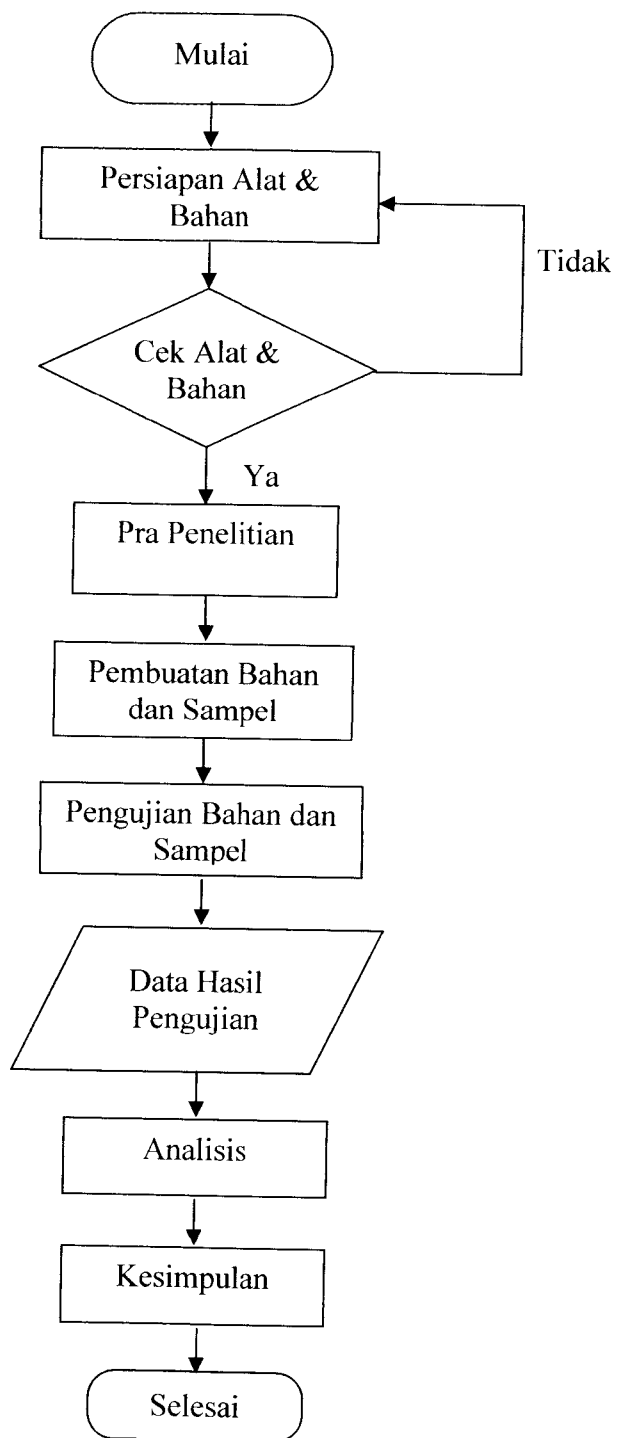 Mulai
Persiapan Alat &
Bahan
Tidak
Cek Alat &
Bahan
Ya
Pra Penelitian
Pembuatan Bahan
dan Sampel
Pengujian Bahan dan
Sampel
Data Hasil
Pengujian
Analisis
Kesimpulan
Selesai